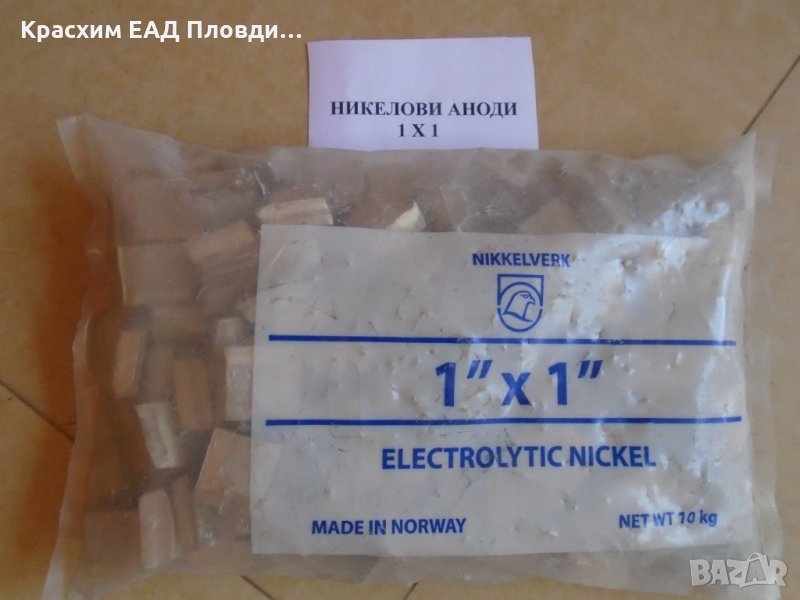 Красхим ЕАД Пловди...
НИКЕЛОВИ АНОДИ
1 X 1
NIKKELVERK
1” x 1”
ELECTROLYTIC NICKEL
MADE IN NORWAY
NET WT 10 kg
BAZAR